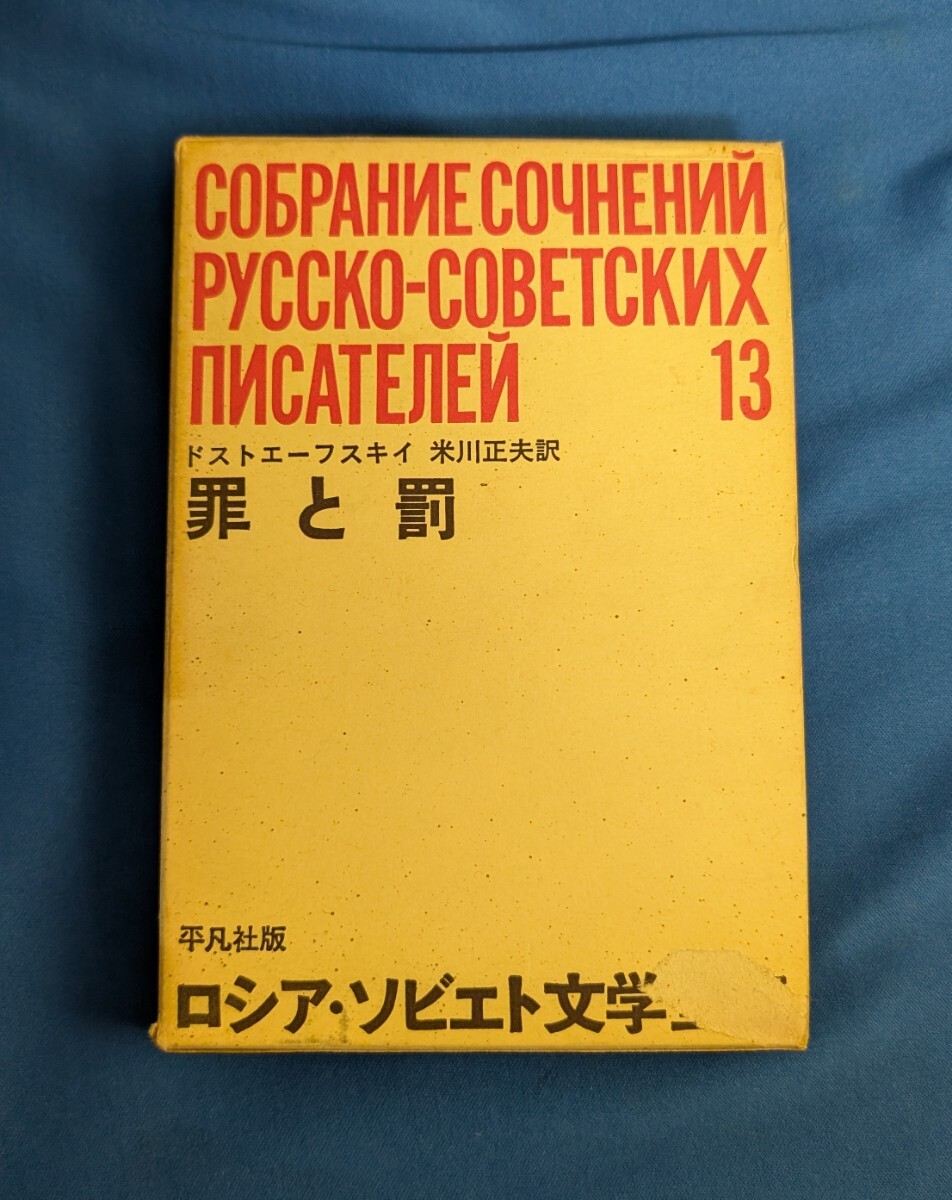 СОБРАНИЕ СОЧНЕНИЙ
РУССКО-СОВЕТСКИХ
ПИСАТЕЛЕЙ 13
ドストエーフスキイ 米川正夫訳
罪と罰
平凡社版
ロシア・ソビエト文学